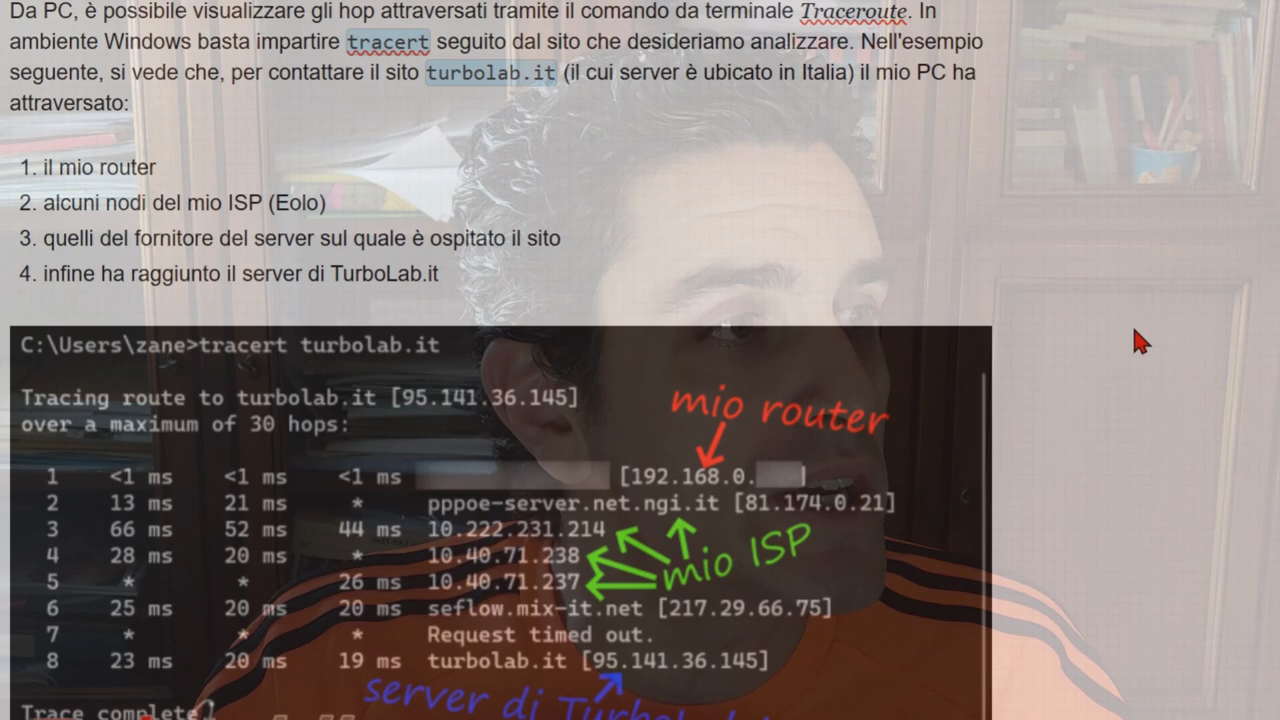 Da PC, è possibile visualizzare gli hop attraversati tramite il comando da terminale Traceroute. In
ambiente Windows basta impartire tracert seguito dal sito che desideriamo analizzare. Nell'esempio
seguente, si vede che, per contattare il sito turbolab.it (il cui server è ubicato in Italia) il mio PC ha
attraversato:
1. il mio router
2. alcuni nodi del mio ISP (Eolo)
3. quelli del fornitore del server sul quale è ospitato il sito
4. infine ha raggiunto il server di TurboLab.it
C:\Users\zane>tracert turbolab.it
Tracing route to turbolab.it [95.141.36.145]
over a maximum of 30 hops:
mio router
1 <1 ms <1 ms <1 ms [192.168.0. ]
2 13 ms 21 ms * pppoe-server.net.ngi.it [81.174.0.21]
3 66 ms 52 ms 44 ms 10.222.231.214
4 28 ms 20 ms * 10.40.71.238
mio ISP
5 * * 26 ms 10.40.71.237
6 25 ms 20 ms 20 ms seflow.mix-it.net [217.29.66.75]
7 * * * Request timed out.
8 23 ms 20 ms 19 ms turbolab.it [95.141.36.145]
server di
Trace complete.